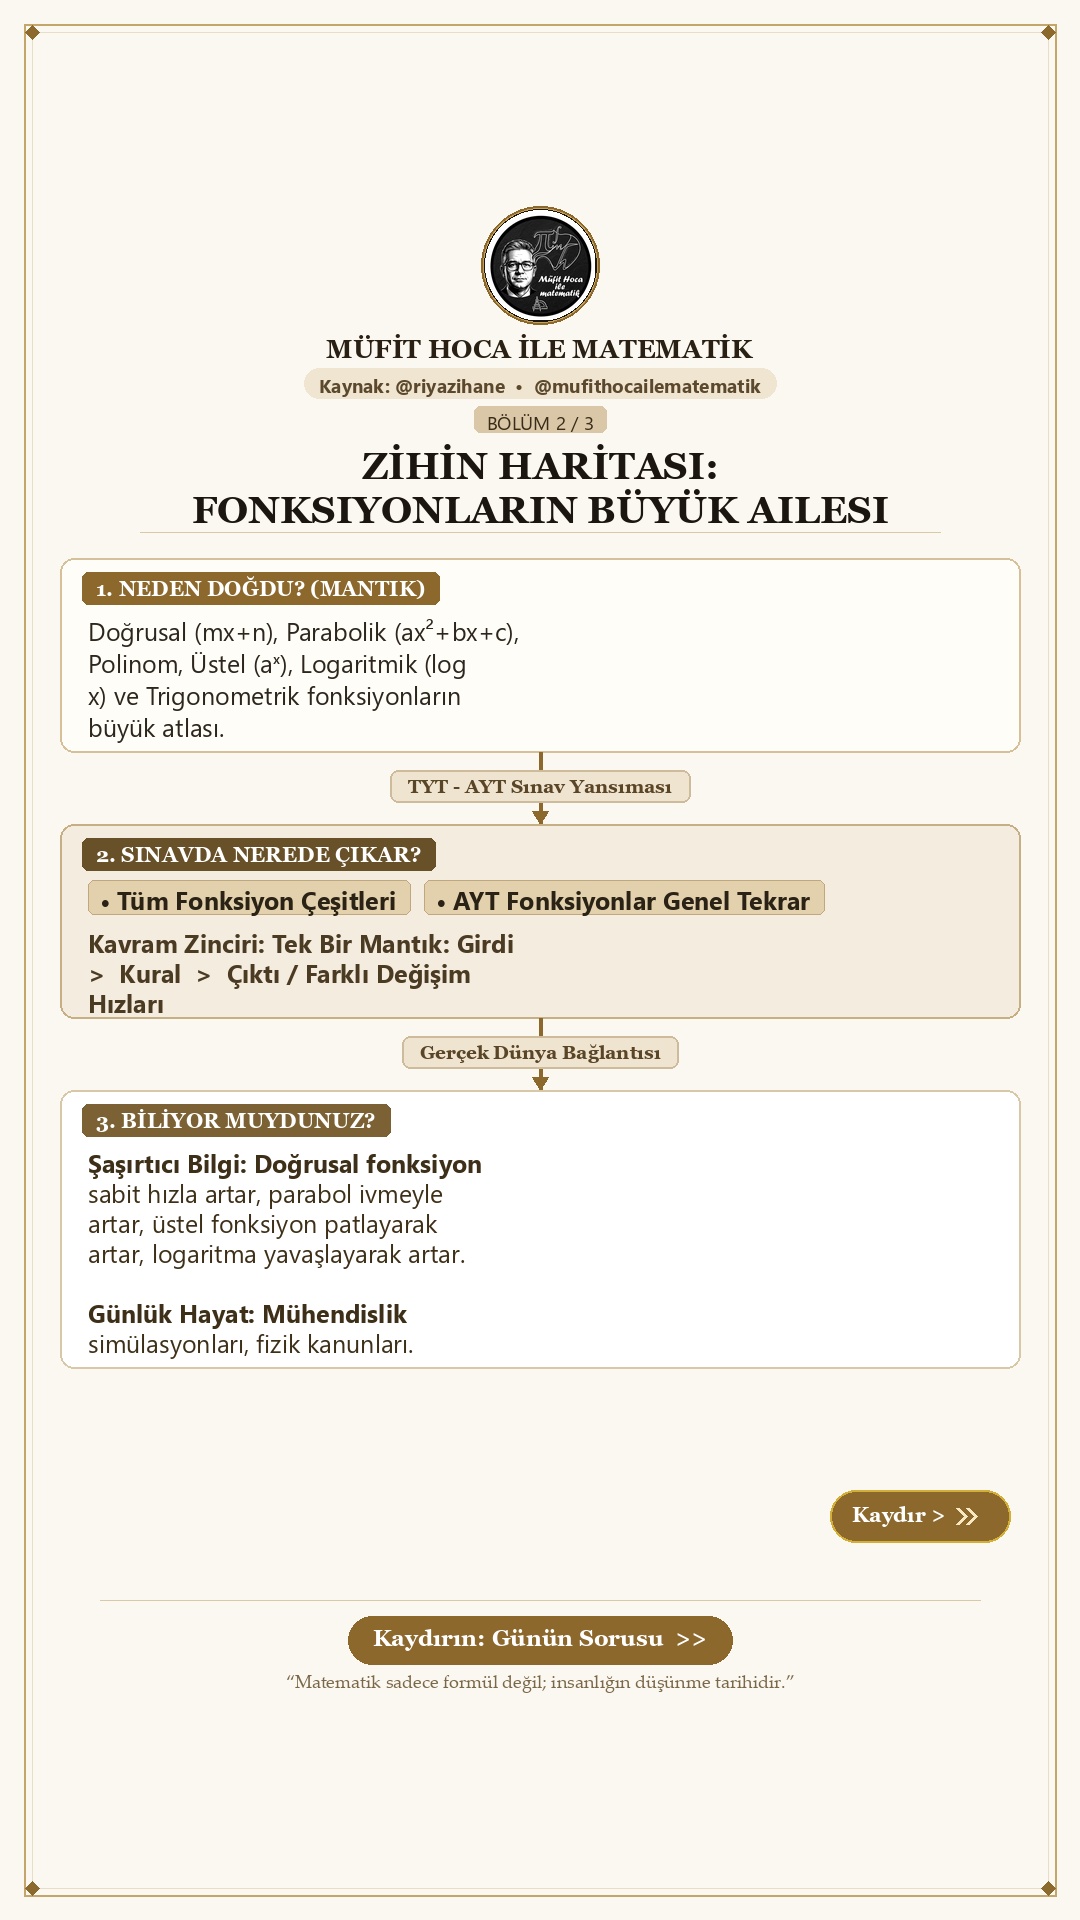 Müfit Hoca
ile
matematik
MÜFİT HOCA İLE MATEMATİK
Kaynak: @riyazihane • @mufithocailematematik
BÖLÜM 2 / 3
ZİHİN HARİTASI:
FONKSIYONLARIN BÜYÜK AILESI
1. NEDEN DOĞDU? (MANTIK)
Doğrusal (mx+n), Parabolik (ax²+bx+c),
Polinom, Üstel (aˣ), Logaritmik (log
x) ve Trigonometrik fonksiyonların
büyük atlası.
TYT - AYT Sınav Yansıması
2. SINAVDA NEREDE ÇIKAR?
• Tüm Fonksiyon Çeşitleri • AYT Fonksiyonlar Genel Tekrar
Kavram Zinciri: Tek Bir Mantık: Girdi
> Kural > Çıktı / Farklı Değişim
Hızları
Gerçek Dünya Bağlantısı
3. BİLİYOR MUYDUNUZ?
Şaşırtıcı Bilgi: Doğrusal fonksiyon
sabit hızla artar, parabol ivmeyle
artar, üstel fonksiyon patlayarak
artar, logaritma yavaşlayarak artar.
Günlük Hayat: Mühendislik
simülasyonları, fizik kanunları.
Kaydır > »
Kaydırın: Günün Sorusu >>
“Matematik sadece formül değil; insanlığın düşünme tarihidir.”